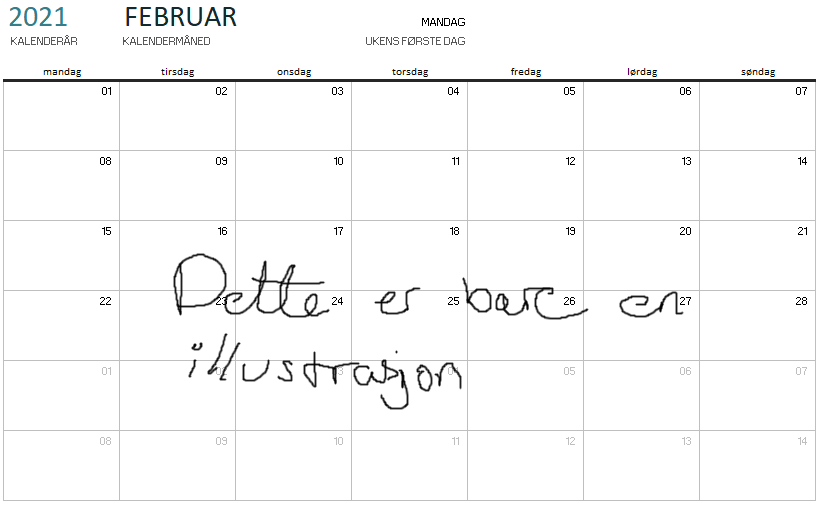 2021 FEBRUAR MANDAG
KALENDERÅR KALENDERMÅNED UKENS FØRSTE DAG
mandag tirsdag onsdag torsdag fredag lørdag søndag
01 02 03 04 05 06 07
08 09 10 11 12 13 14
15 16 17 18 19 20 21
22 23 24 25 26 27 28
Dette er bare en
illustrasjon
01 02 03 04 05 06 07
08 09 10 11 12 13 14